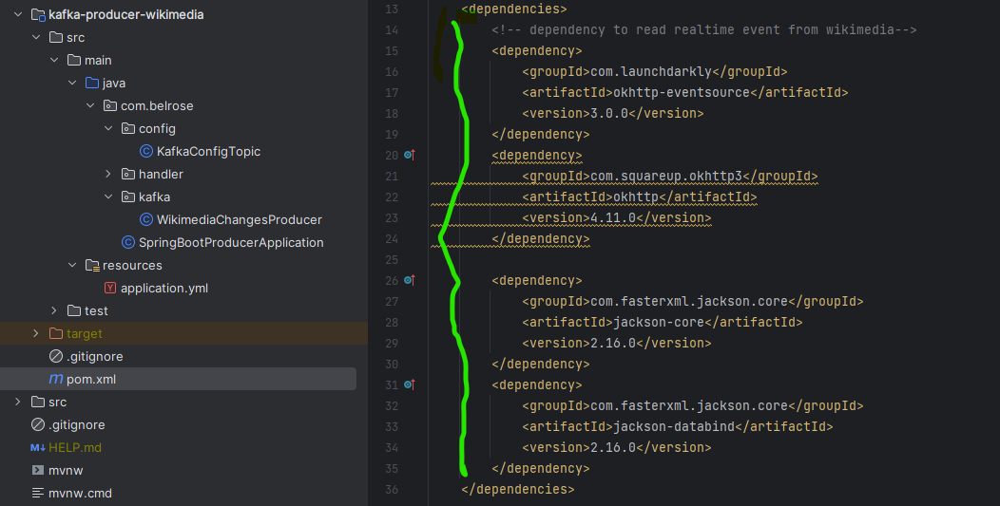 kafka-producer-wikimedia
src
main
java
com.belrose
config
KafkaConfigTopic
handler
kafka
WikimediaChangesProducer
SpringBootProducerApplication
resources
application.yml
test
target
.gitignore
pom.xml
src
.gitignore
HELP.md
mvnw
mvnw.cmd
13 <dependencies>
14 <!-- dependency to read realtime event from wikimedia-->
15 <dependency>
16 <groupId>com.launchdarkly</groupId>
17 <artifactId>okhttp-eventsource</artifactId>
18 <version>3.0.0</version>
19 </dependency>
20 <dependency>
21 <groupId>com.squareup.okhttp3</groupId>
22 <artifactId>okhttp</artifactId>
23 <version>4.11.0</version>
24 </dependency>
25
26 <dependency>
27 <groupId>com.fasterxml.jackson.core</groupId>
28 <artifactId>jackson-core</artifactId>
29 <version>2.16.0</version>
30 </dependency>
31 <dependency>
32 <groupId>com.fasterxml.jackson.core</groupId>
33 <artifactId>jackson-databind</artifactId>
34 <version>2.16.0</version>
35 </dependency>
36 </dependencies>